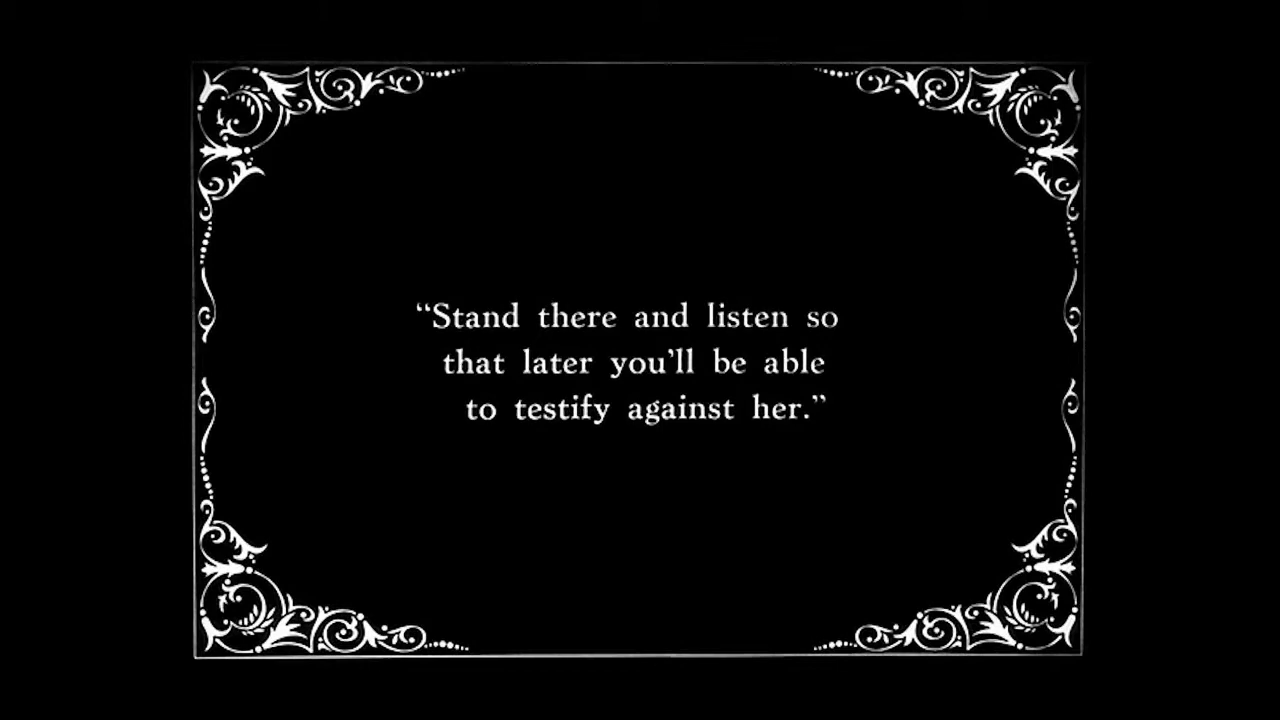 “Stand there and listen so
that later you’ll be able
to testify against her.”